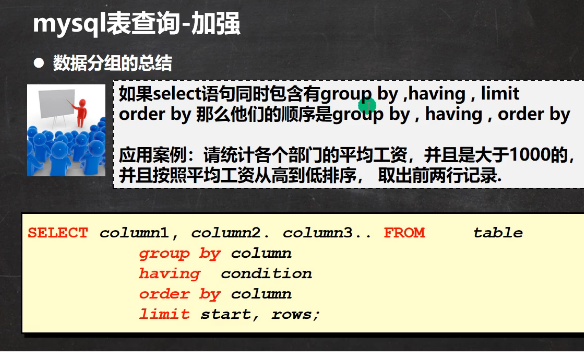 mysql表查询-加强
● 数据分组的总结
如果select语句同时包含有group by ,having , limit
order by 那么他们的顺序是group by , having , order by
应用案例：请统计各个部门的平均工资，并且是大于1000的，
并且按照平均工资从高到低排序， 取出前两行记录.
SELECT column1, column2. column3.. FROM table
group by column
having condition
order by column
limit start, rows;